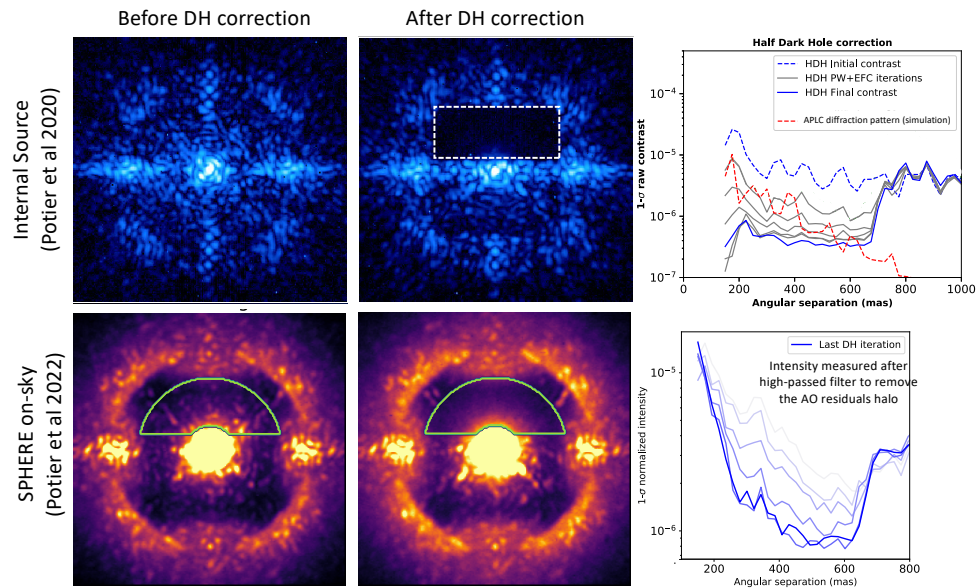 Before DH correction
After DH correction
Internal Source
(Potier et al 2020)
Half Dark Hole correction
HDH Initial contrast
HDH PW+EFC iterations
HDH Final contrast
APLC diffraction pattern (simulation)
1-σ raw contrast
10⁻⁴
10⁻⁵
10⁻⁶
10⁻⁷
0 200 400 600 800 1000
Angular separation (mas)
SPHERE on-sky
(Potier et al 2022)
Last DH iteration
Intensity measured after
high-passed filter to remove
the AO residuals halo
1-σ normalized intensity
10⁻⁵
10⁻⁶
200 400 600 800
Angular separation (mas)